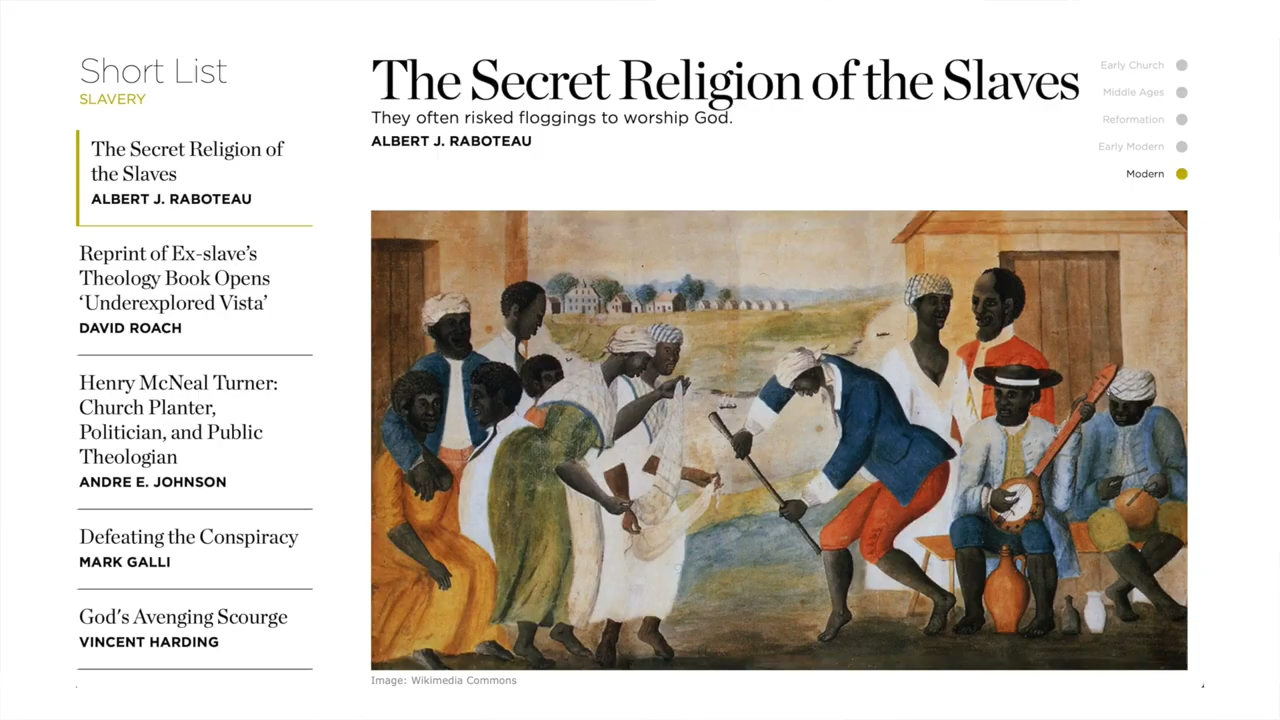 Short List
SLAVERY
The Secret Religion of
the Slaves
ALBERT J. RABOTEAU
Reprint of Ex-slave’s
Theology Book Opens
‘Underexplored Vista’
DAVID ROACH
Henry McNeal Turner:
Church Planter,
Politician, and Public
Theologian
ANDRE E. JOHNSON
Defeating the Conspiracy
MARK GALLI
God's Avenging Scourge
VINCENT HARDING
The Secret Religion of the Slaves
They often risked floggings to worship God.
ALBERT J. RABOTEAU
Early Church
Middle Ages
Reformation
Early Modern
Modern
Image: Wikimedia Commons